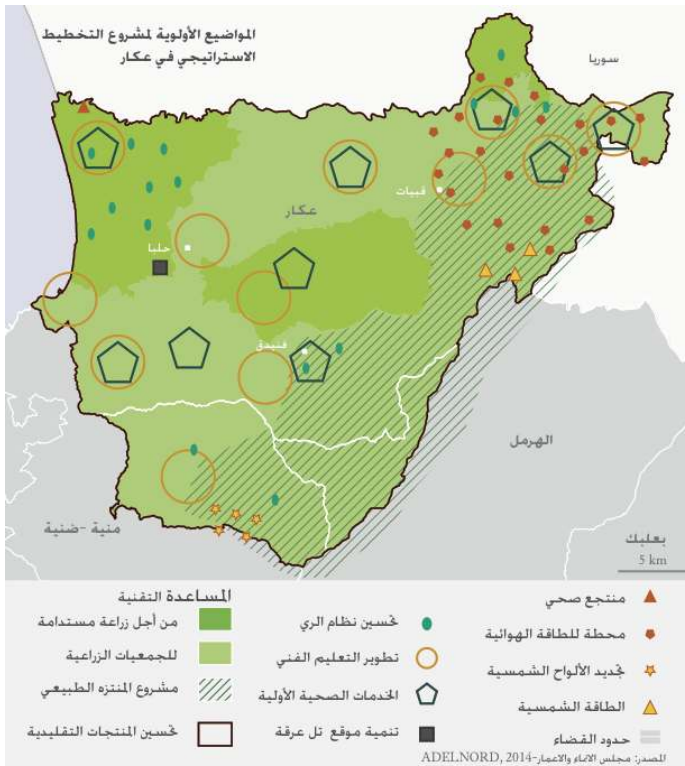 المواضيع الأولوية لمشروع التخطيط
الاستراتيجي في عكار
سوريا
قبيات
عكار
حلبا
فنيدق
الهرمل
منية -ضنية
بعلبك
5 km
المساعدة التقنية
من أجل زراعة مستدامة
للجمعيات الزراعية
مشروع المنتزه الطبيعي
تحسين المنتجات التقليدية
تحسين نظام الري
تطوير التعليم الفني
الخدمات الصحية الأولية
تنمية موقع تل عرقة
منتجع صحي
محطة للطاقة الهوائية
تجديد الألواح الشمسية
الطاقة الشمسية
حدود القضاء
المصدر: مجلس الانماء والاعمار-ADELNORD, 2014